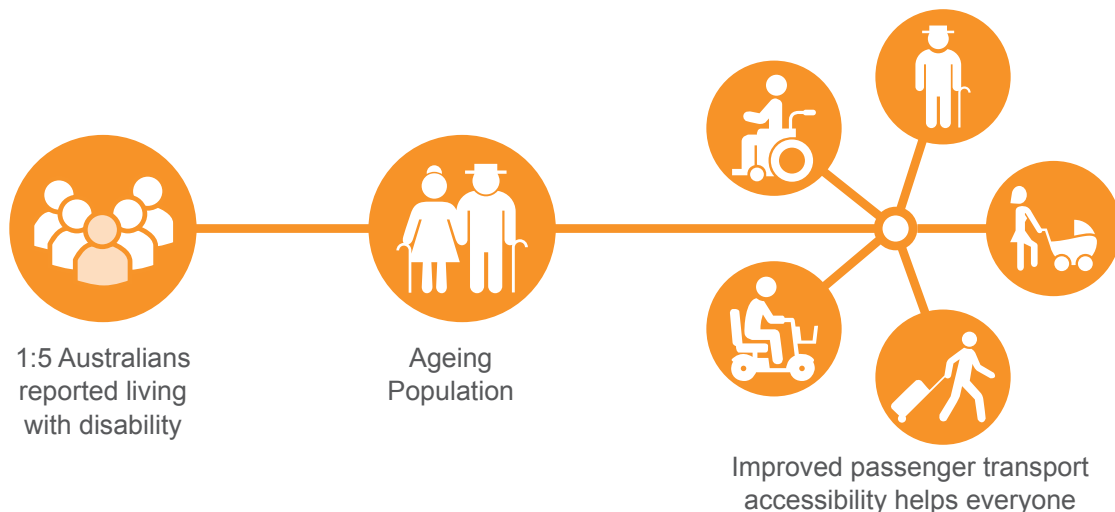 1:5 Australians
reported living
with disability
Ageing
Population
Improved passenger transport
accessibility helps everyone